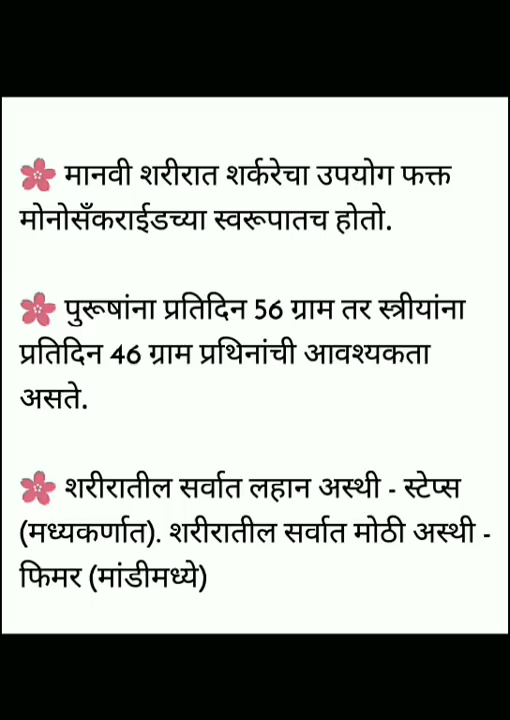 🌸 मानवी शरीरात शर्करेचा उपयोग फक्त
मोनोसॅंकराईडच्या स्वरूपातच होतो.
🌸 पुरूषांना प्रतिदिन 56 ग्राम तर स्त्रीयांना
प्रतिदिन 46 ग्राम प्रथिनांची आवश्यकता
असते.
🌸 शरीरातील सर्वात लहान अस्थी - स्टेप्स
(मध्यकर्णात). शरीरातील सर्वात मोठी अस्थी -
फिमर (मांडीमध्ये)